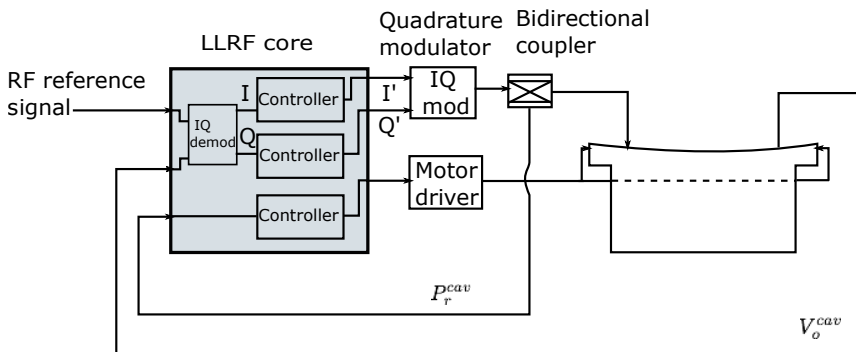 Quadrature
modulator
Bidirectional
coupler
LLRF core
RF reference
signal
I
Controller
I'
IQ
mod
IQ
demod
Q
Controller
Q'
Motor
driver
Controller
P_r^{cav}
V_o^{cav}